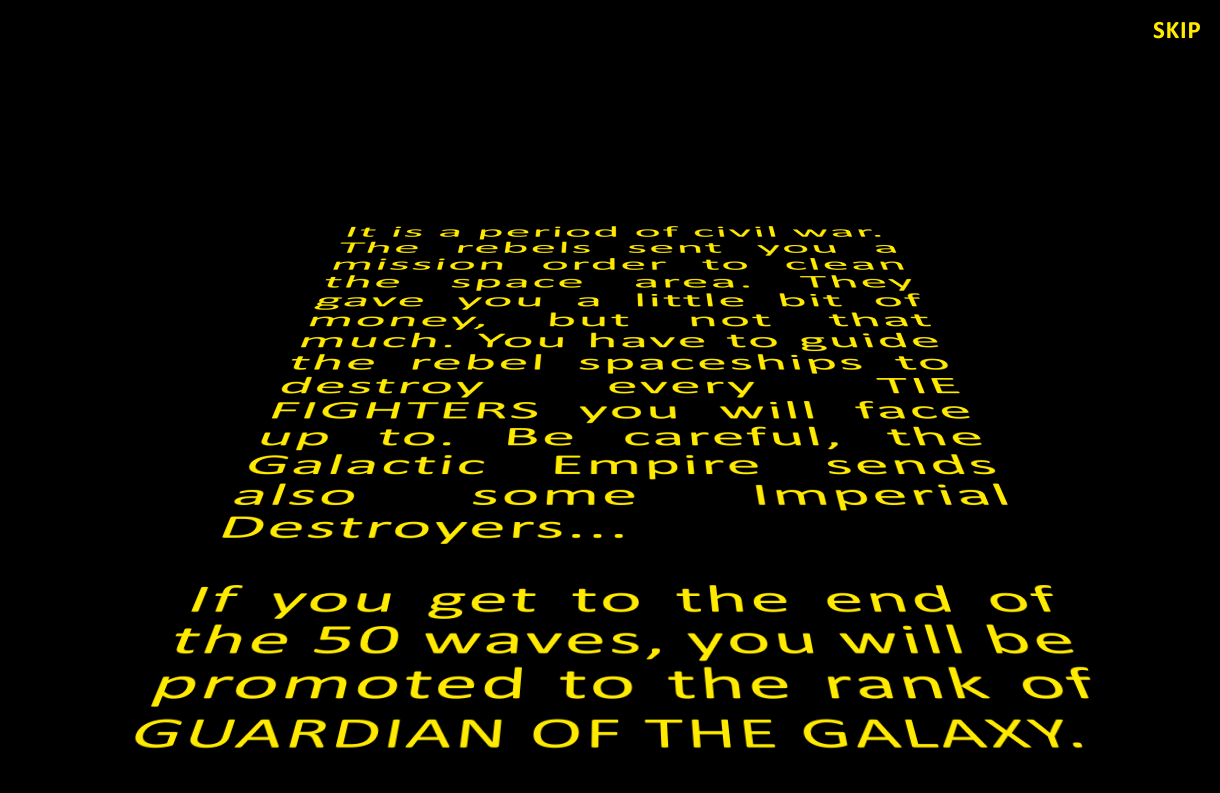 SKIP
It is a period of civil war.
The rebels sent you a
mission order to clean
the space area. They
gave you a little bit of
money, but not that
much. You have to guide
the rebel spaceships to
destroy every TIE
FIGHTERS you will face
up to. Be careful, the
Galactic Empire sends
also some Imperial
Destroyers...
If you get to the end of
the 50 waves, you will be
promoted to the rank of
GUARDIAN OF THE GALAXY.